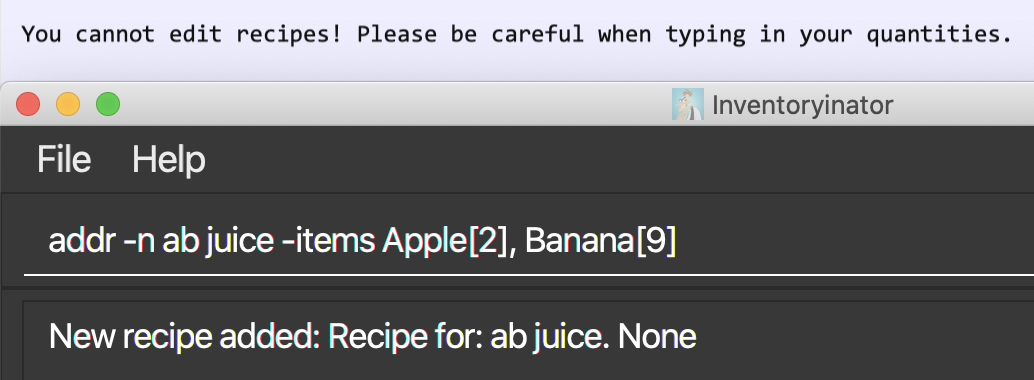 You cannot edit recipes! Please be careful when typing in your quantities.
Inventoryinator
File Help
addr -n ab juice -items Apple[2], Banana[9]
New recipe added: Recipe for: ab juice. None